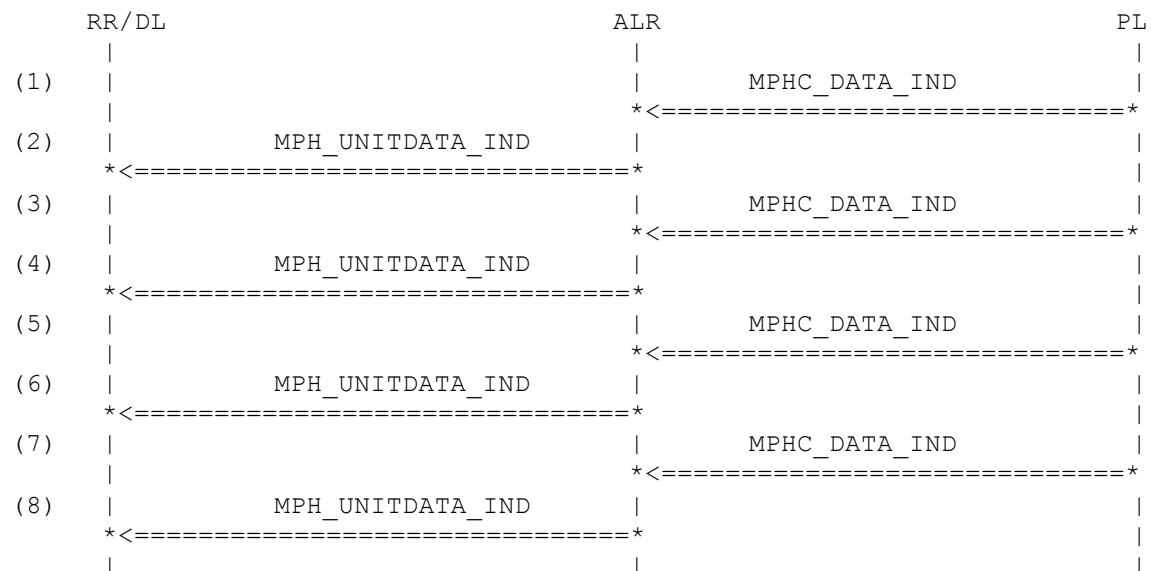 RR/DL ALR PL
| | |
(1) | | MPHC_DATA_IND |
| *<=============================*
(2) | MPH_UNITDATA_IND | |
*<===============================* |
(3) | | MPHC_DATA_IND |
| *<=============================*
(4) | MPH_UNITDATA_IND | |
*<===============================* |
(5) | | MPHC_DATA_IND |
| *<=============================*
(6) | MPH_UNITDATA_IND | |
*<===============================* |
(7) | | MPHC_DATA_IND |
| *<=============================*
(8) | MPH_UNITDATA_IND | |
*<===============================* |
| | |